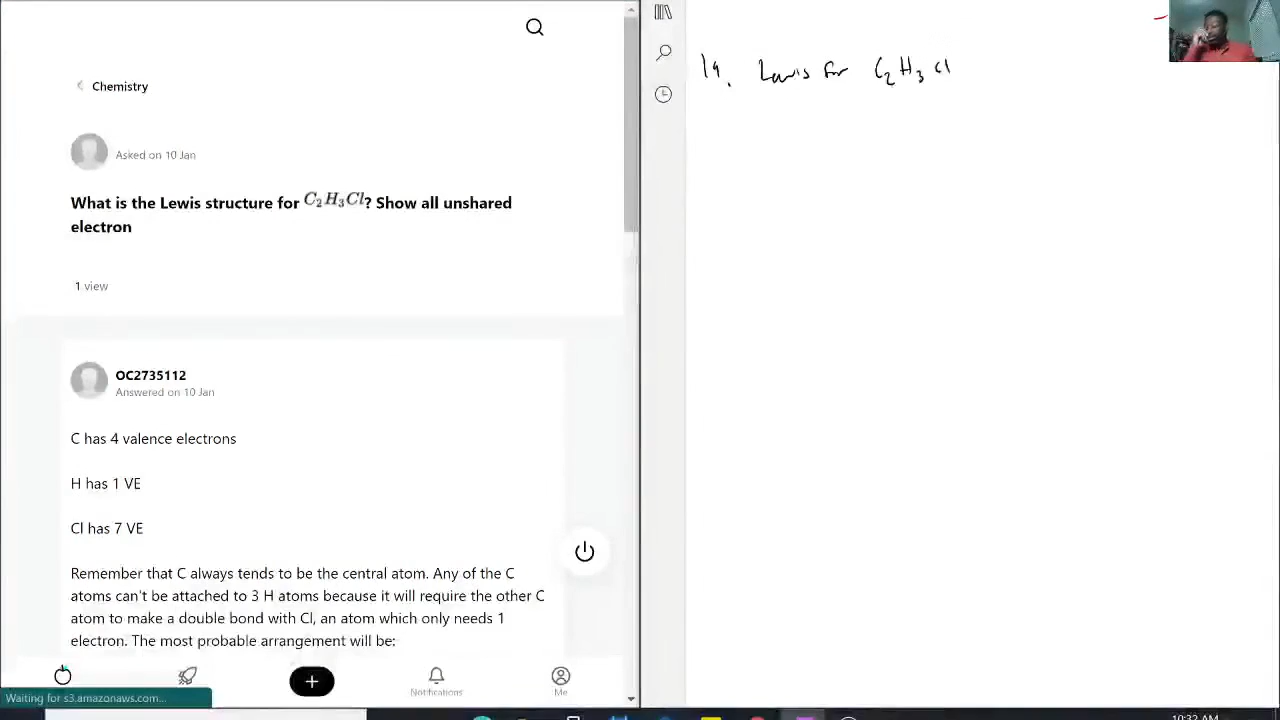 Chemistry
Asked on 10 Jan
What is the Lewis structure for C₂H₃Cl? Show all unshared
electron
1 view
OC2735112
Answered on 10 Jan
C has 4 valence electrons
H has 1 VE
Cl has 7 VE
Remember that C always tends to be the central atom. Any of the C
atoms can't be attached to 3 H atoms because it will require the other C
atom to make a double bond with Cl, an atom which only needs 1
electron. The most probable arrangement will be:
Notifications
Me
Waiting for s3.amazonaws.com...
19. Lewis for C₂H₃Cl
10:32 AM